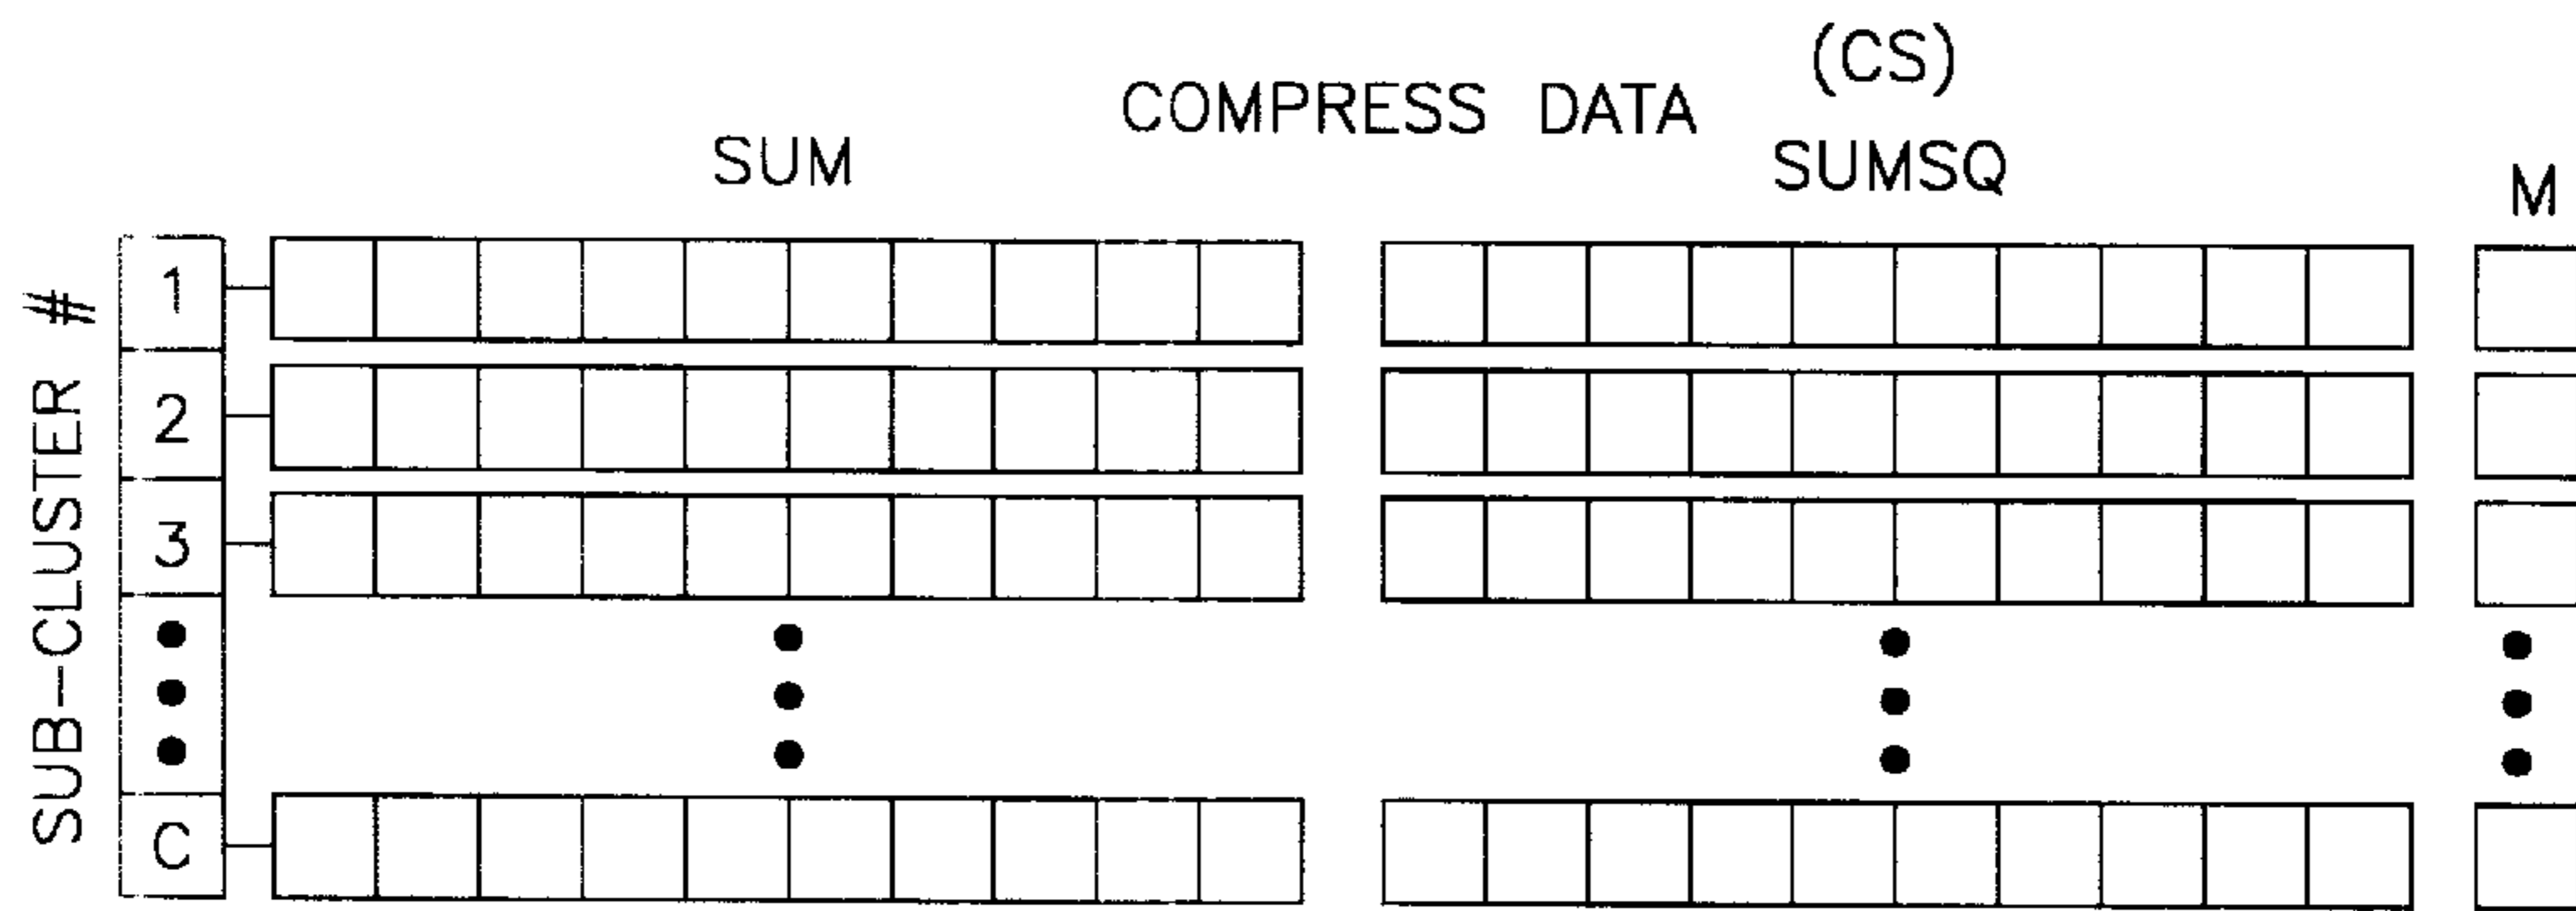 (CS)
COMPRESS DATA
SUM
SUMSQ
M
SUB-CLUSTER #
1
2
3
C